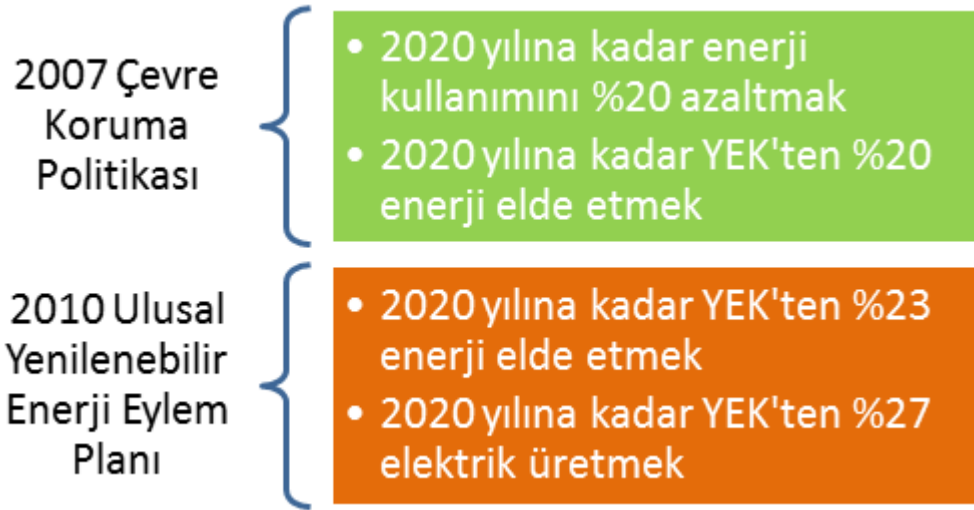 2007 Çevre
Koruma
Politikası
• 2020 yılına kadar enerji
kullanımını %20 azaltmak
• 2020 yılına kadar YEK'ten %20
enerji elde etmek
2010 Ulusal
Yenilenebilir
Enerji Eylem
Planı
• 2020 yılına kadar YEK'ten %23
enerji elde etmek
• 2020 yılına kadar YEK'ten %27
elektrik üretmek